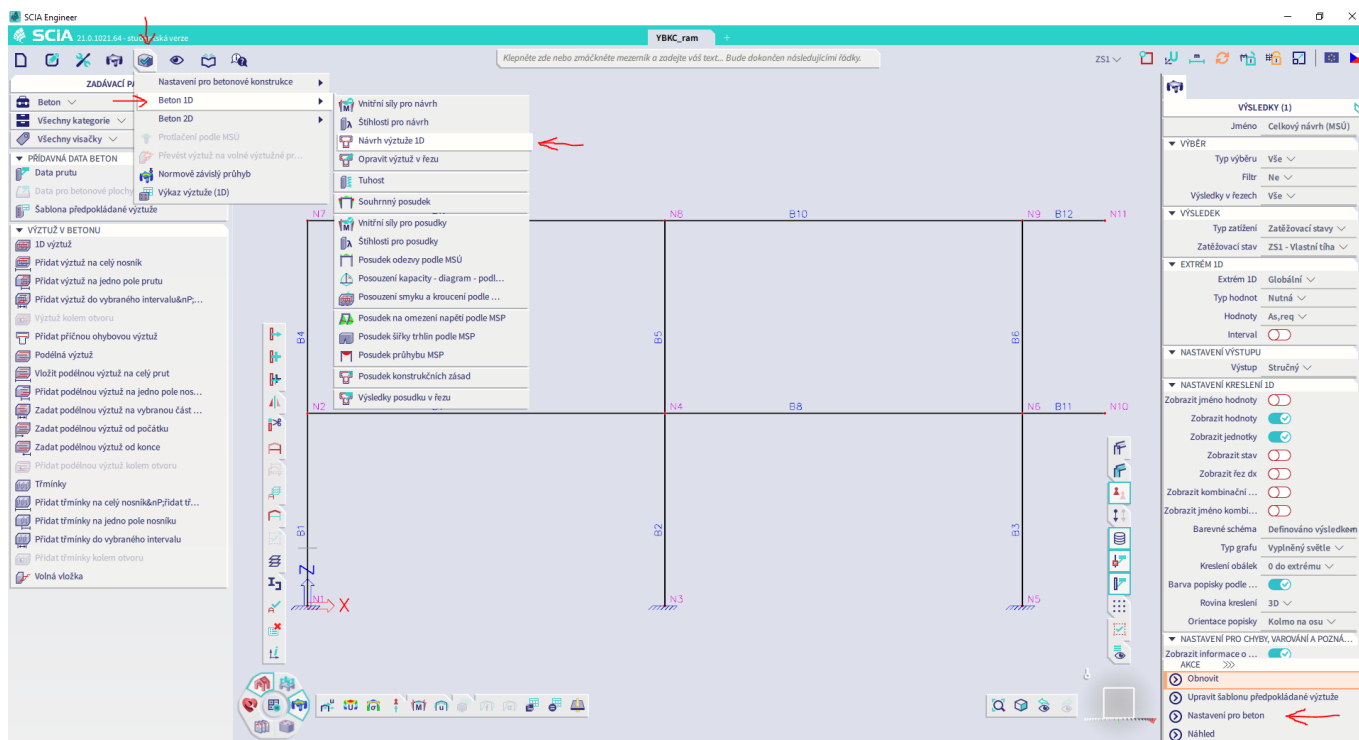 SCIA Engineer
SCIA 21.0.1021.64 - stu
ská verze
YBKC_ram
Klepněte zde nebo zmáčkněte mezerník a zadejte váš text... Bude dokončen následujícími řádky.
ZS1
ZADÁVACÍ PA
Beton
Všechny kategorie
Všechny visačky
PŘÍDAVNÁ DATA BETON
Data prutu
Data pro betonové plochy
Šablona předpokládané výztuže
VÝZTUŽ V BETONU
1D výztuž
Přidat výztuž na celý nosník
Přidat výztuž na jedno pole prutu
Přidat výztuž do vybraného intervalu&nP;...
Výztuž kolem otvoru
Přidat příčnou ohybovou výztuž
Podélná výztuž
Vložit podélnou výztuž na celý prut
Přidat podélnou výztuž na jedno pole nos...
Zadat podélnou výztuž na vybranou část ...
Zadat podélnou výztuž od počátku
Zadat podélnou výztuž od konce
Přidat podélnou výztuž kolem otvoru
Třmínky
Přidat třmínky na celý nosník&nP;řidat tř...
Přidat třmínky na jedno pole nosníku
Přidat třmínky do vybraného intervalu
Přidat třmínky kolem otvoru
Volná vložka
Nastavení pro betonové konstrukce
Beton 1D
Beton 2D
Protlačení podle MSÚ
Převést výztuž na volné výztužné pr...
Normově závislý průhyb
Výkaz výztuže (1D)
Vnitřní síly pro návrh
Štíhlosti pro návrh
Návrh výztuže 1D
Opravit výztuž v řezu
Tuhost
Souhrnný posudek
Vnitřní síly pro posudky
Štíhlosti pro posudky
Posudek odezvy podle MSÚ
Posouzení kapacity - diagram - podl...
Posouzení smyku a kroucení podle ...
Posudek na omezení napětí podle MSP
Posudek šířky trhlin podle MSP
Posudek průhybu MSP
Posudek konstrukčních zásad
Výsledky posudku v řezu
N7
N8
B10
N9
B12
N11
B4
B5
B6
N2
N4
B8
N6
B11
N10
B1
B2
B3
Z
N1
X
N3
N5
VÝSLEDKY (1)
Jméno Celkový návrh (MSÚ)
VÝBĚR
Typ výběru Vše
Filtr Ne
Výsledky v řezech Vše
VÝSLEDEK
Typ zatížení Zatěžovací stavy
Zatěžovací stav ZS1 - Vlastní tíha
EXTRÉM 1D
Extrém 1D Globální
Typ hodnot Nutná
Hodnoty As,req
Interval
NASTAVENÍ VÝSTUPU
Výstup Stručný
NASTAVENÍ KRESLENÍ 1D
Zobrazit jméno hodnoty
Zobrazit hodnoty
Zobrazit jednotky
Zobrazit stav
Zobrazit řez dx
Zobrazit kombinační ...
Zobrazit jméno kombi...
Barevné schéma Definováno výsledkem
Typ grafu Vyplněný světle
Kreslení obálek 0 do extrému
Barva popisky podle ...
Rovina kreslení 3D
Orientace popisky Kolmo na osu
NASTAVENÍ PRO CHYBY, VAROVÁNÍ A POZNÁ...
Zobrazit informace o ...
AKCE
Obnovit
Upravit šablonu předpokládané výztuže
Nastavení pro beton
Náhled